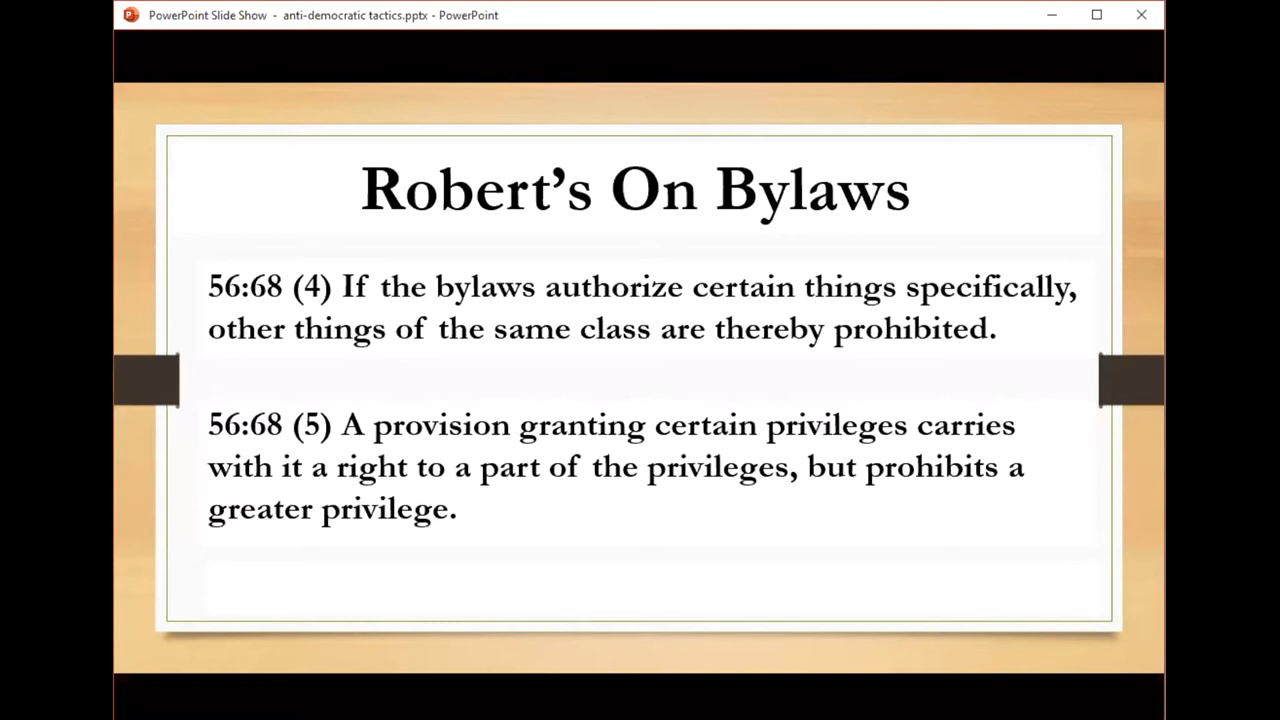 PowerPoint Slide Show - anti-democratic tactics.pptx - PowerPoint
Robert's On Bylaws
56:68 (4) If the bylaws authorize certain things specifically,
other things of the same class are thereby prohibited.
56:68 (5) A provision granting certain privileges carries
with it a right to a part of the privileges, but prohibits a
greater privilege.